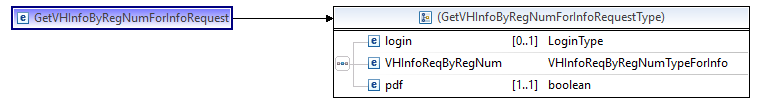 e GetVHInfoByRegNumForInfoRequest
(GetVHInfoByRegNumForInfoRequestType)
e login [0..1] LoginType
e VHInfoReqByRegNum VHInfoReqByRegNumTypeForInfo
e pdf [1..1] boolean